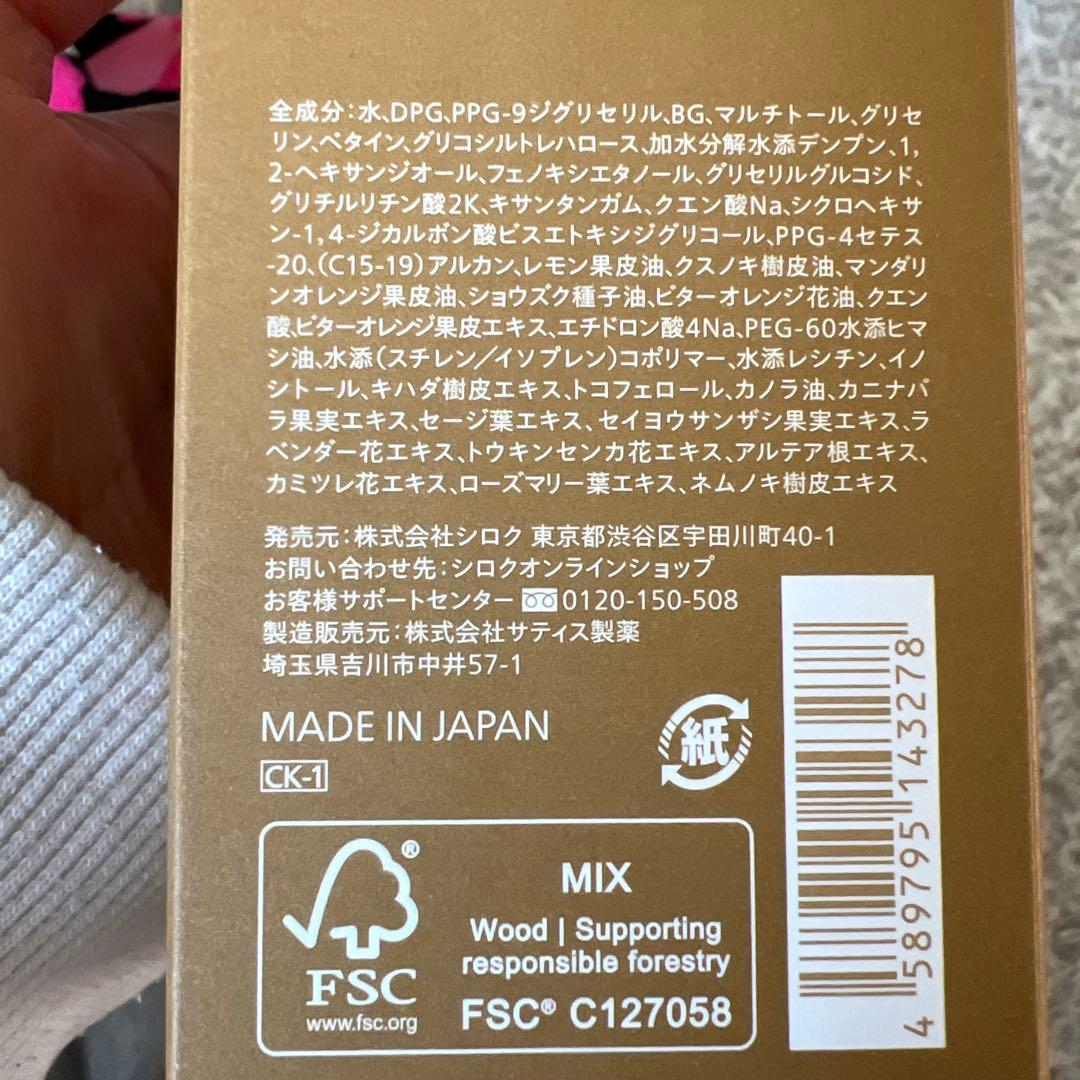 全成分：水、DPG、PPG-9ジグリセリル、BG、マルチトール、グリセ
リン、ベタイン、グリコシルトレハロース、加水分解水添デンプン、1,
2-ヘキサンジオール、フェノキシエタノール、グリセリルグルコシド、
グリチルリチン酸2K、キサンタンガム、クエン酸Na、シクロヘキサ
ン-1,4-ジカルボン酸ビスエトキシジグリコール、PPG-4セテス
-20、（C15-19）アルカン、レモン果皮油、クスノキ樹皮油、マンダリ
ンオレンジ果皮油、ショウズク種子油、ビターオレンジ花油、クエン
酸、ビターオレンジ果皮エキス、エチドロン酸4Na、PEG-60水添ヒマ
シ油、水添（スチレン／イソプレン）コポリマー、水添レシチン、イノ
シトール、キハダ樹皮エキス、トコフェロール、カノラ油、カニナバ
ラ果実エキス、セージ葉エキス、セイヨウサンザシ果実エキス、ラ
ベンダー花エキス、トウキンセンカ花エキス、アルテア根エキス、
カミツレ花エキス、ローズマリー葉エキス、ネムノキ樹皮エキス
発売元：株式会社シロク 東京都渋谷区宇田川町40-1
お問い合わせ先：シロクオンラインショップ
お客様サポートセンター 0120-150-508
製造販売元：株式会社サティス製薬
埼玉県吉川市中井57-1
MADE IN JAPAN
紙
CK-1
FSC®
www.fsc.org
MIX
Wood | Supporting
responsible forestry
FSC® C127058
4 589795 143278